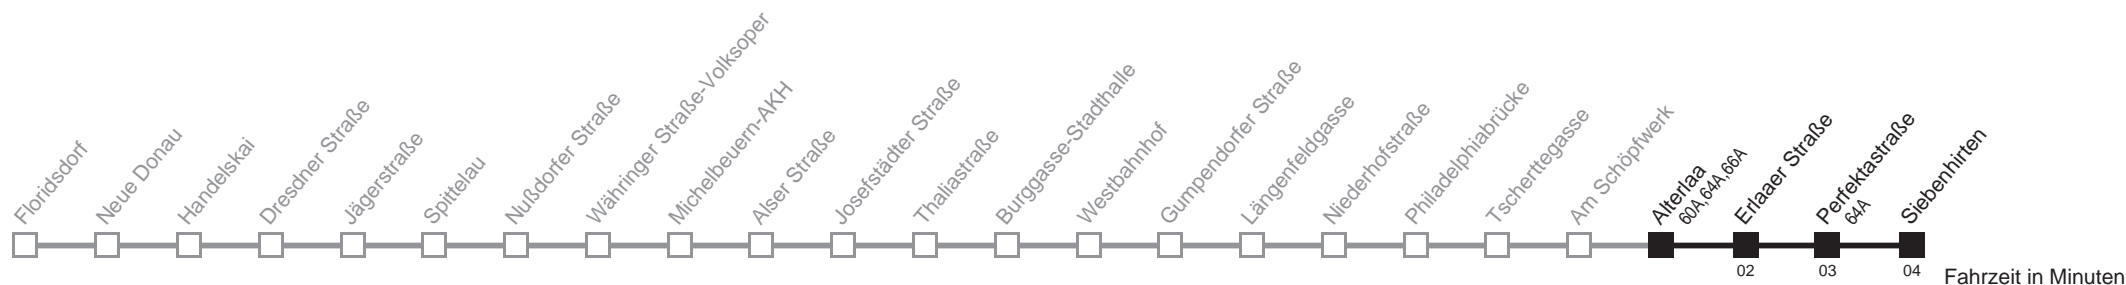 Floridsdorf
Neue Donau
Handelskai
Dresdner Straße
Jägerstraße
Spittelau
Nußdorfer Straße
Währinger Straße-Volksoper
Michelbeuern-AKH
Alser Straße
Josefstädter Straße
Thaliastraße
Burggasse-Stadthalle
Westbahnhof
Gumpendorfer Straße
Längenfeldgasse
Niederhofstraße
Philadelphiabrücke
Tscherttegasse
Am Schöpfwerk
Alterlaa
60A,64A,66A
Erlaaer Straße
Perfektastraße
64A
Siebenhirten
02
03
04
Fahrzeit in Minuten